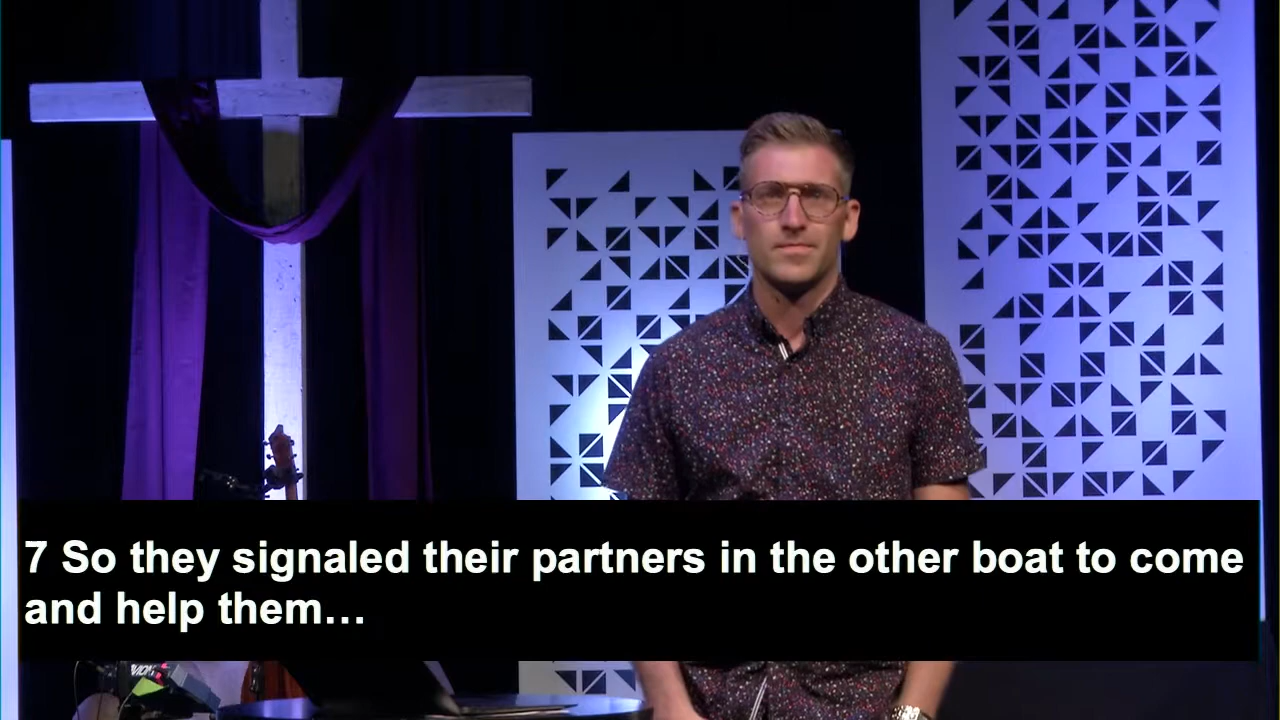 7 So they signaled their partners in the other boat to come
and help them…